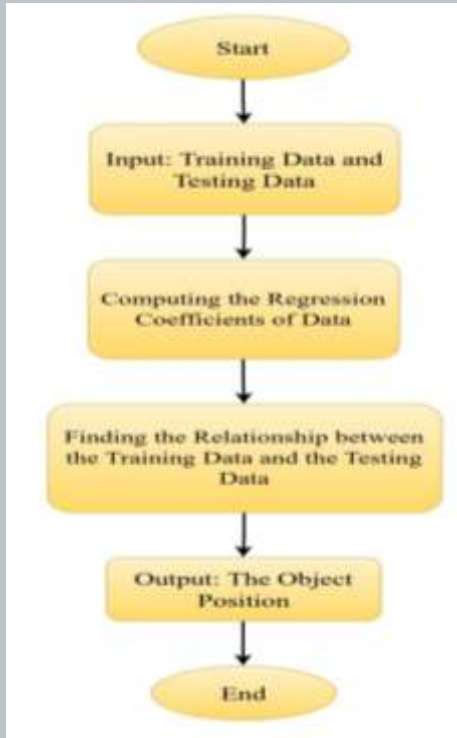 Start
Input: Training Data and
Testing Data
Computing the Regression
Coefficients of Data
Finding the Relationship between
the Training Data and the Testing
Data
Output: The Object
Position
End